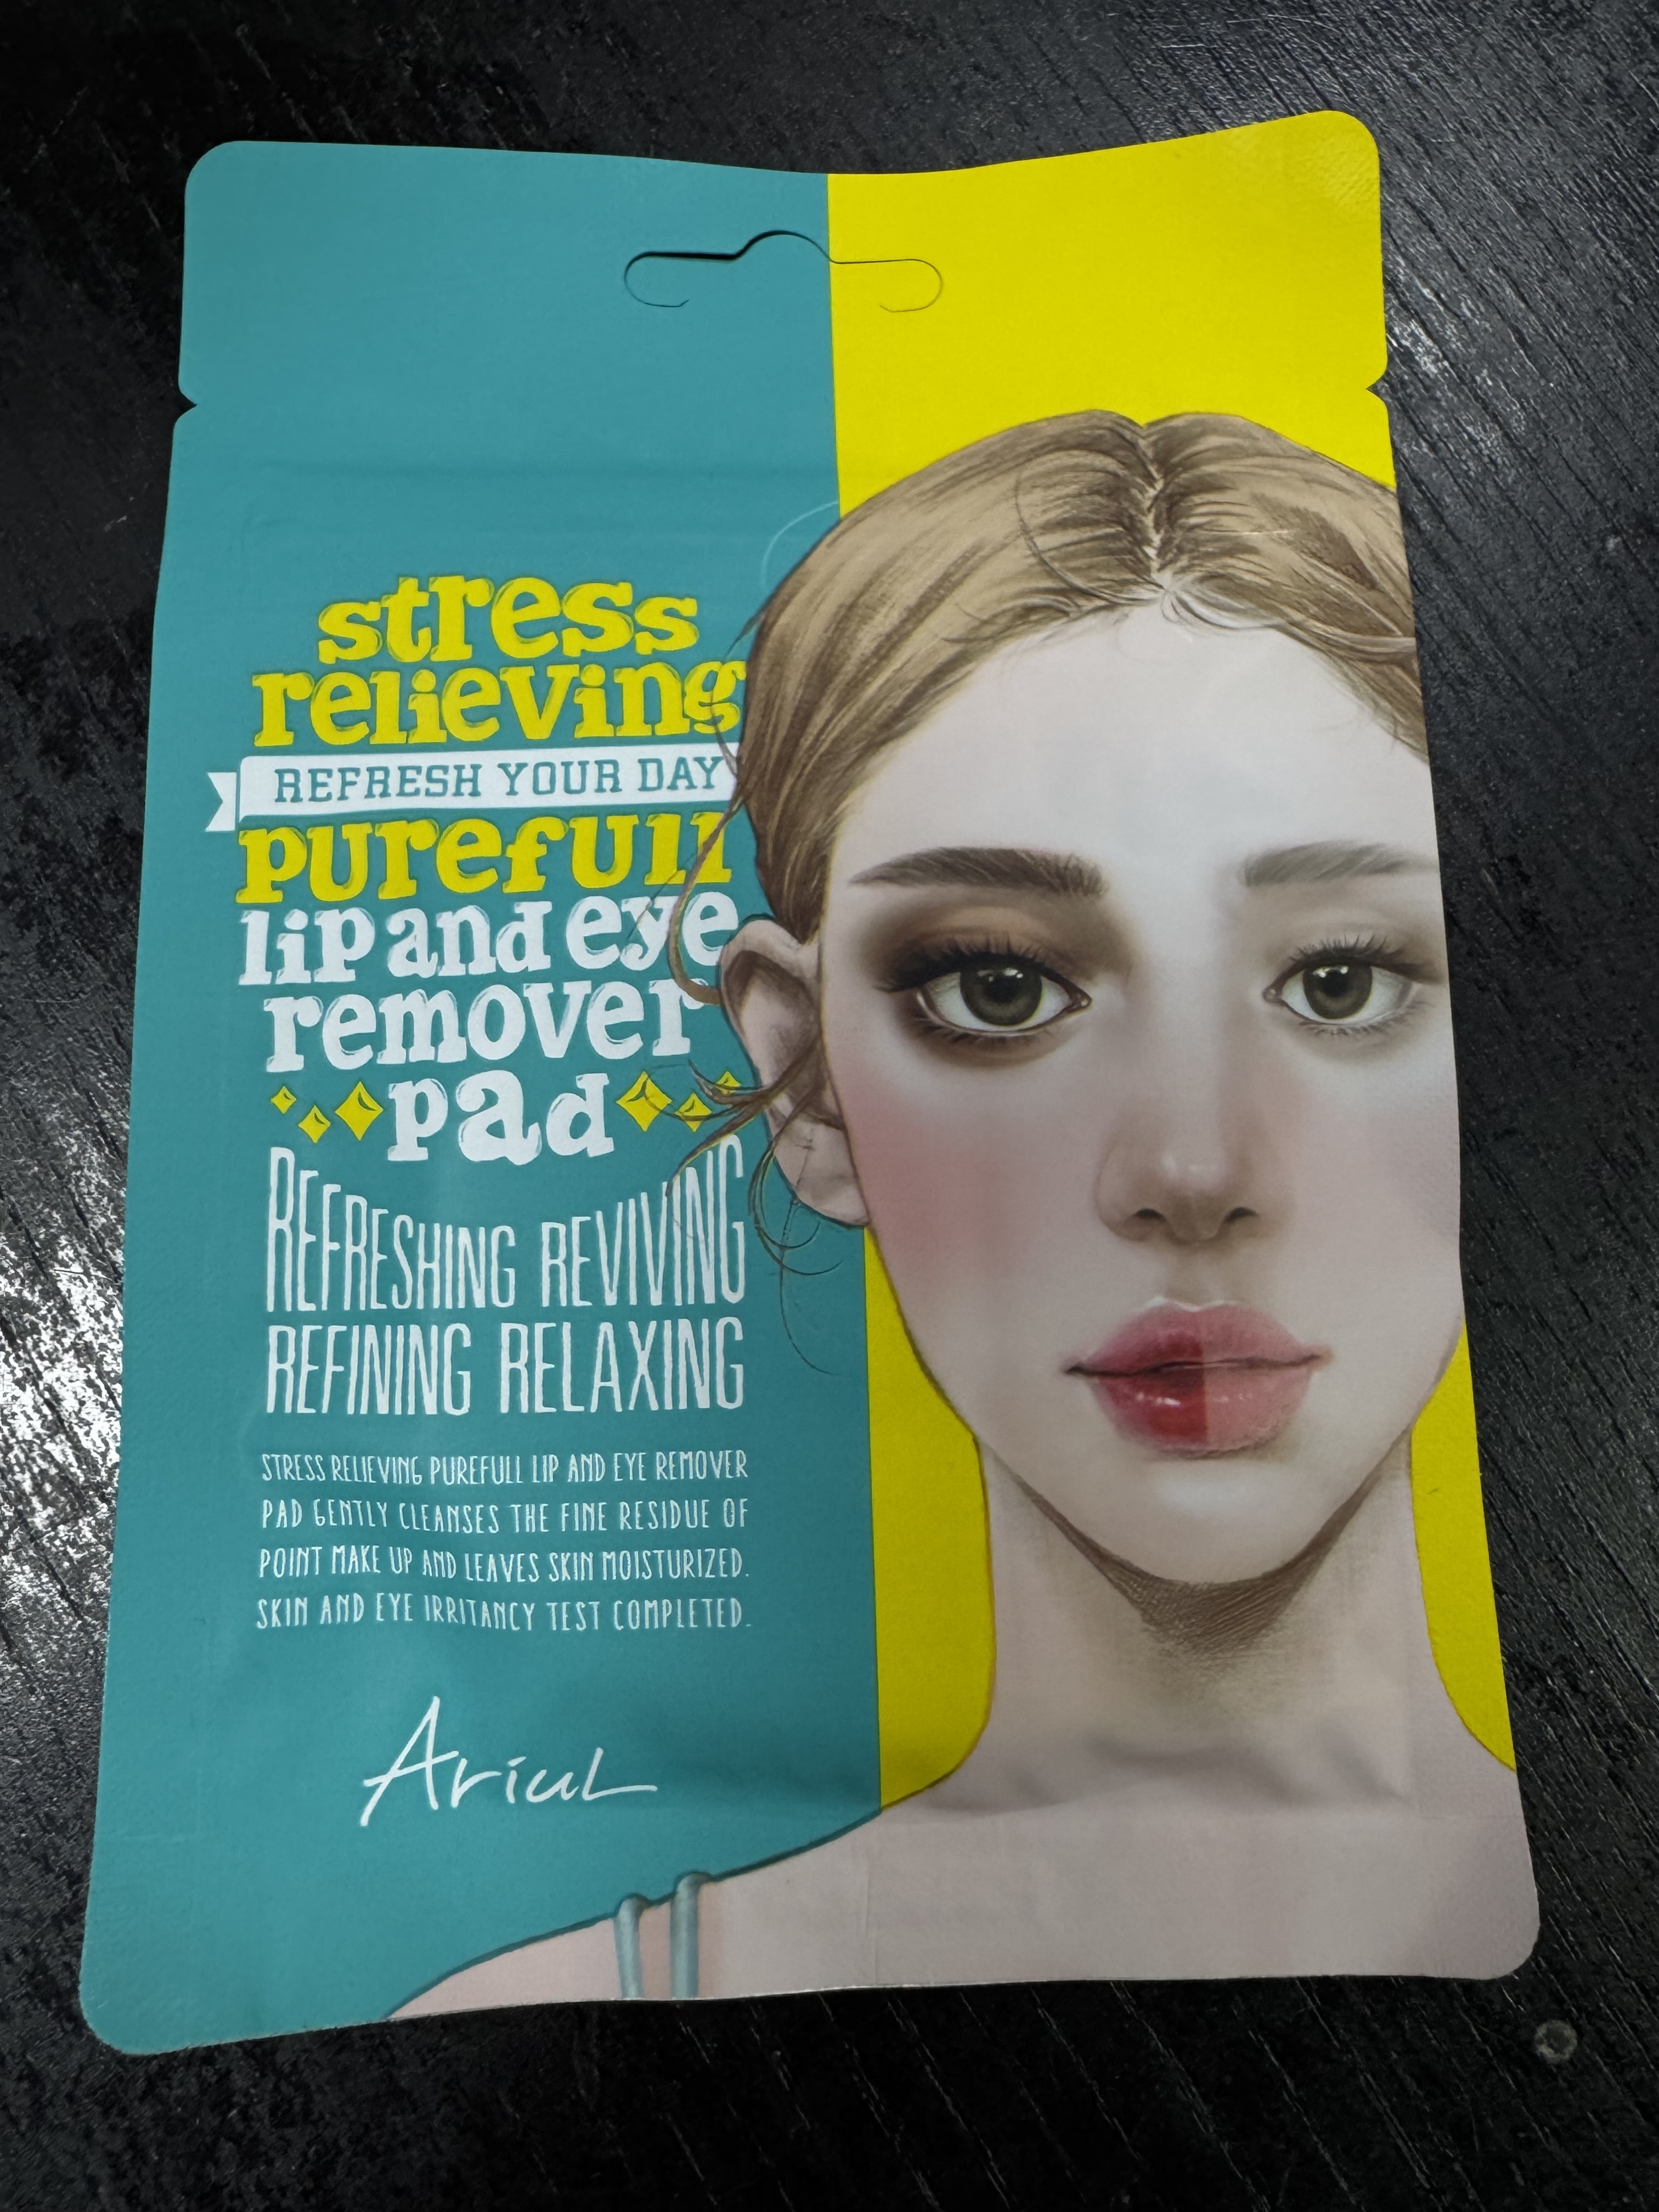 stress
relieving
REFRESH YOUR DAY
purefull
lip and eye
remover
pad
REFRESHING REVIVING
REFINING RELAXING
STRESS RELIEVING PUREFULL LIP AND EYE REMOVER
PAD GENTLY CLEANSES THE FINE RESIDUE OF
POINT MAKE UP AND LEAVES SKIN MOISTURIZED.
SKIN AND EYE IRRITANCY TEST COMPLETED.
Ariul